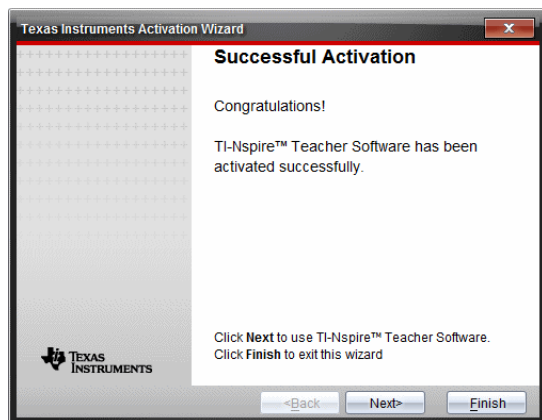 Texas Instruments Activation Wizard
x
Successful Activation
Congratulations!
TI-Nspire™ Teacher Software has been
activated successfully.
Click Next to use TI-Nspire™ Teacher Software.
Click Finish to exit this wizard
TEXAS
INSTRUMENTS
<Back
Next>
Finish